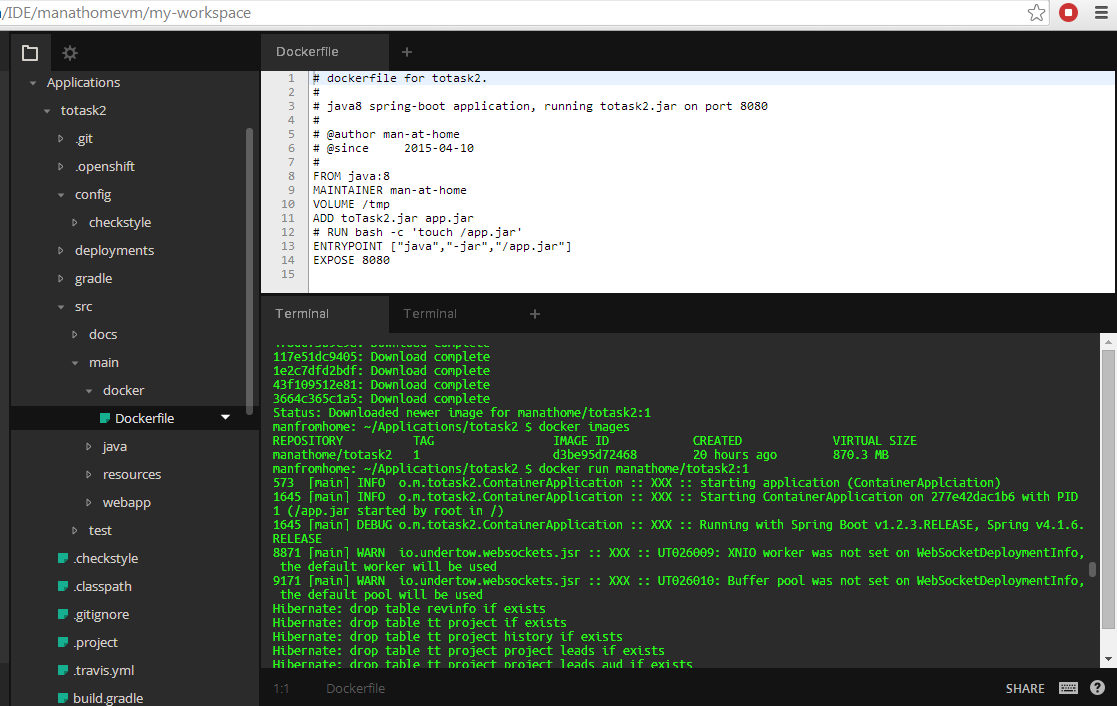 /IDE/manathomevm/my-workspace
Applications
totask2
.git
.openshift
config
checkstyle
deployments
gradle
src
docs
main
docker
Dockerfile
java
resources
webapp
test
.checkstyle
.classpath
.gitignore
.project
.travis.yml
build.gradle
Dockerfile +
1 # dockerfile for totask2.
2 #
3 # java8 spring-boot application, running totask2.jar on port 8080
4 #
5 # @author man-at-home
6 # @since     2015-04-10
7 #
8 FROM java:8
9 MAINTAINER man-at-home
10 VOLUME /tmp
11 ADD toTask2.jar app.jar
12 # RUN bash -c 'touch /app.jar'
13 ENTRYPOINT ["java","-jar","/app.jar"]
14 EXPOSE 8080
15
Terminal Terminal +
Download complete
117e51dc9405: Download complete
1e2c7dfd2bdf: Download complete
43f109512e81: Download complete
3664c365c1a5: Download complete
Status: Downloaded newer image for manathome/totask2:1
manfromhome: ~/Applications/totask2 $ docker images
REPOSITORY          TAG                 IMAGE ID            CREATED             VIRTUAL SIZE
manathome/totask2   1                   d3be95d72468        20 hours ago        870.3 MB
manfromhome: ~/Applications/totask2 $ docker run manathome/totask2:1
573  [main] INFO  o.m.totask2.ContainerApplication :: XXX :: starting application (ContainerApplciation)
1645 [main] INFO  o.m.totask2.ContainerApplication :: XXX :: Starting ContainerApplication on 277e42dac1b6 with PID
1 (/app.jar started by root in /)
1645 [main] DEBUG o.m.totask2.ContainerApplication :: XXX :: Running with Spring Boot v1.2.3.RELEASE, Spring v4.1.6.
RELEASE
8871 [main] WARN  io.undertow.websockets.jsr :: XXX :: UT026009: XNIO worker was not set on WebSocketDeploymentInfo,
the default worker will be used
9171 [main] WARN  io.undertow.websockets.jsr :: XXX :: UT026010: Buffer pool was not set on WebSocketDeploymentInfo,
the default pool will be used
Hibernate: drop table revinfo if exists
Hibernate: drop table tt project if exists
Hibernate: drop table tt project history if exists
Hibernate: drop table tt project project leads if exists
Hibernate: drop table tt project project leads aud if exists
1:1 Dockerfile SHARE ?